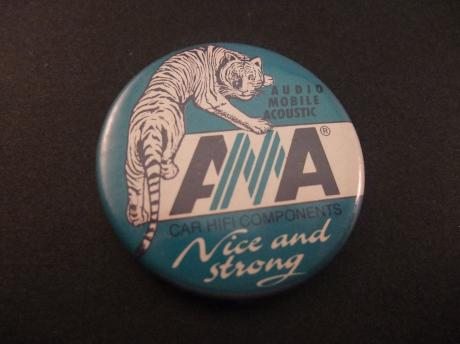 AUDIO
MOBILE
ACOUSTIC
AMA®
CAR HIFI COMPONENTS
Nice and
strong